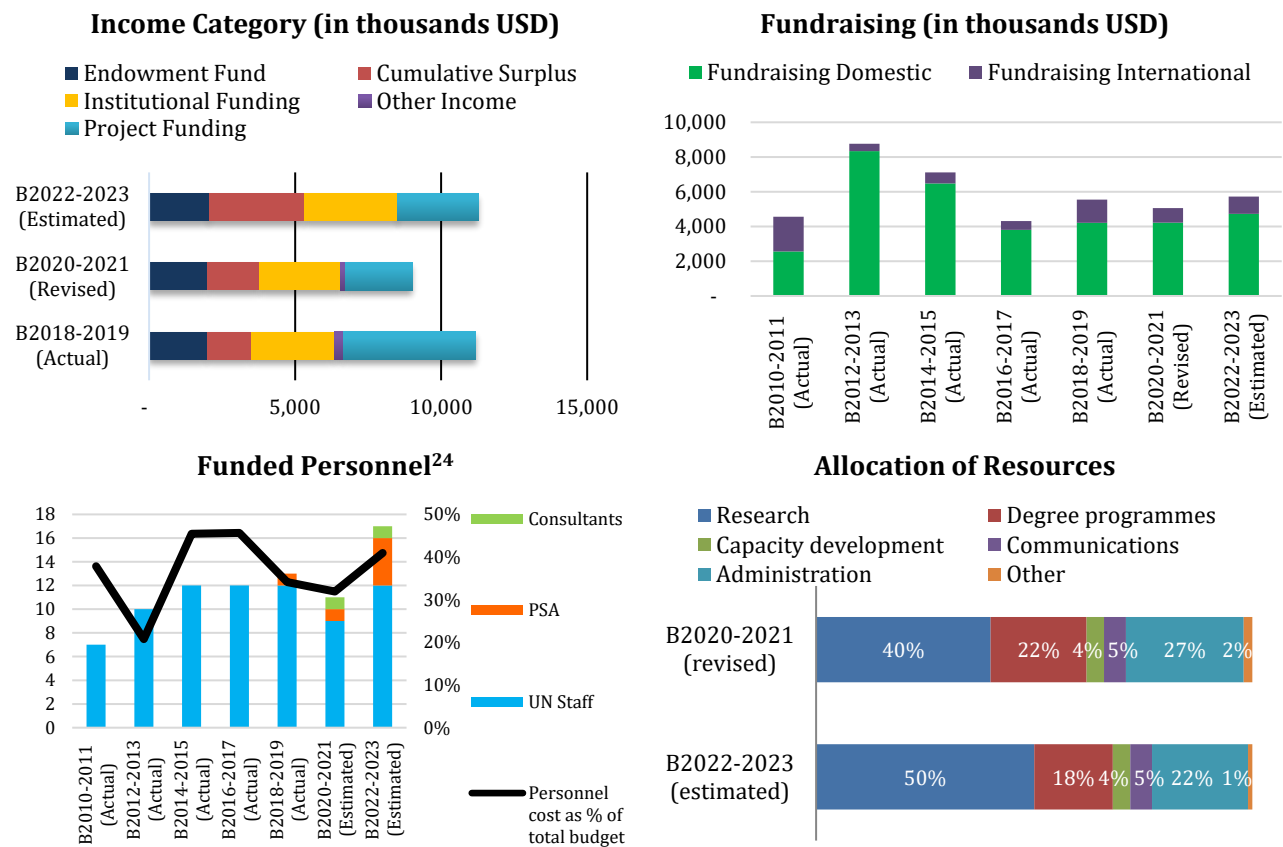 Income Category (in thousands USD)
Endowment Fund
Cumulative Surplus
Institutional Funding
Other Income
Project Funding
B2022-2023
(Estimated)
B2020-2021
(Revised)
B2018-2019
(Actual)
-
5,000
10,000
15,000
Fundraising (in thousands USD)
Fundraising Domestic
Fundraising International
10,000
8,000
6,000
4,000
2,000
-
B2010-2011
(Actual)
B2012-2013
(Actual)
B2014-2015
(Actual)
B2016-2017
(Actual)
B2018-2019
(Actual)
B2020-2021
(Revised)
B2022-2023
(Estimated)
Funded Personnel24
18
16
14
12
10
8
6
4
2
0
50%
40%
30%
20%
10%
0%
B2010-2011
(Actual)
B2012-2013
(Actual)
B2014-2015
(Actual)
B2016-2017
(Actual)
B2018-2019
(Actual)
B2020-2021
(Estimated)
B2022-2023
(Estimated)
Consultants
PSA
UN Staff
Personnel
cost as % of
total budget
Allocation of Resources
Research
Degree programmes
Capacity development
Communications
Administration
Other
B2020-2021
(revised)
40%
22%
4%
5%
27%
2%
B2022-2023
(estimated)
50%
18%
4%
5%
22%
1%